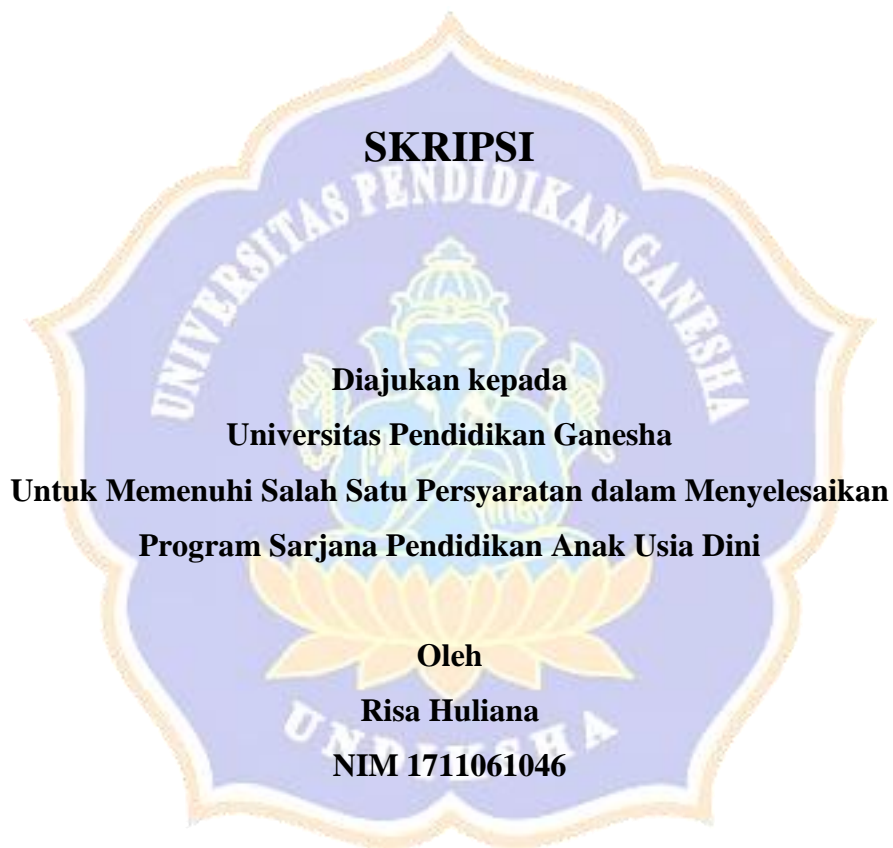 SKRIPSI
UNIVERSITAS PENDIDIKAN GANESHA
Diajukan kepada
Universitas Pendidikan Ganesha
Untuk Memenuhi Salah Satu Persyaratan dalam Menyelesaikan
Program Sarjana Pendidikan Anak Usia Dini
Oleh
Risa Huliana
NIM 1711061046
UNDIKSHA